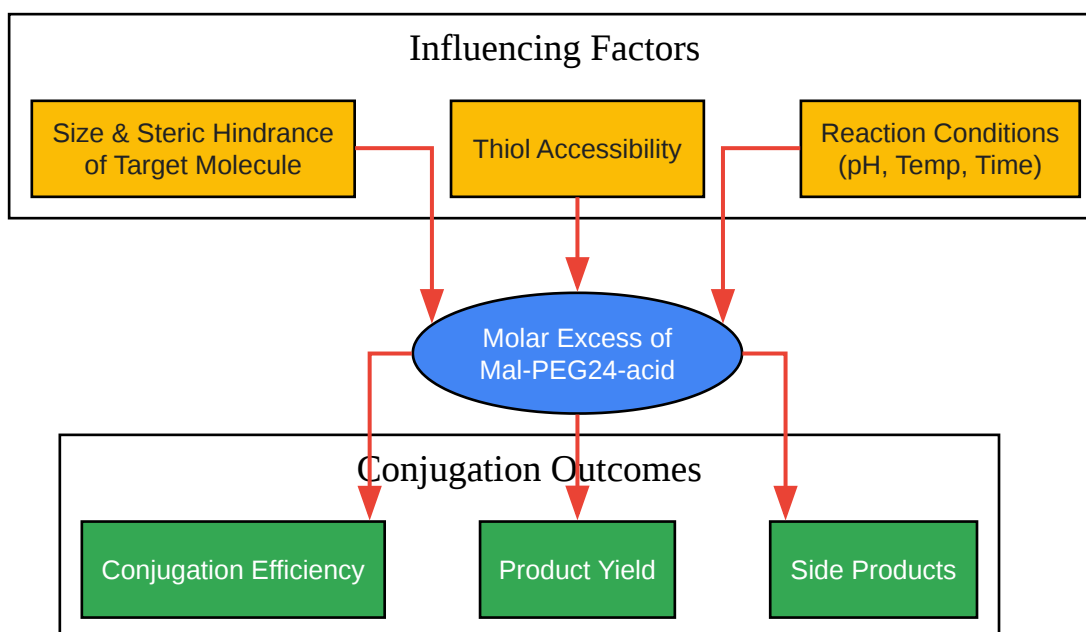 Influencing Factors
Size & Steric Hindrance
of Target Molecule
Thiol Accessibility
Reaction Conditions
(pH, Temp, Time)
Molar Excess of
Mal-PEG24-acid
Conjugation Outcomes
Conjugation Efficiency
Product Yield
Side Products